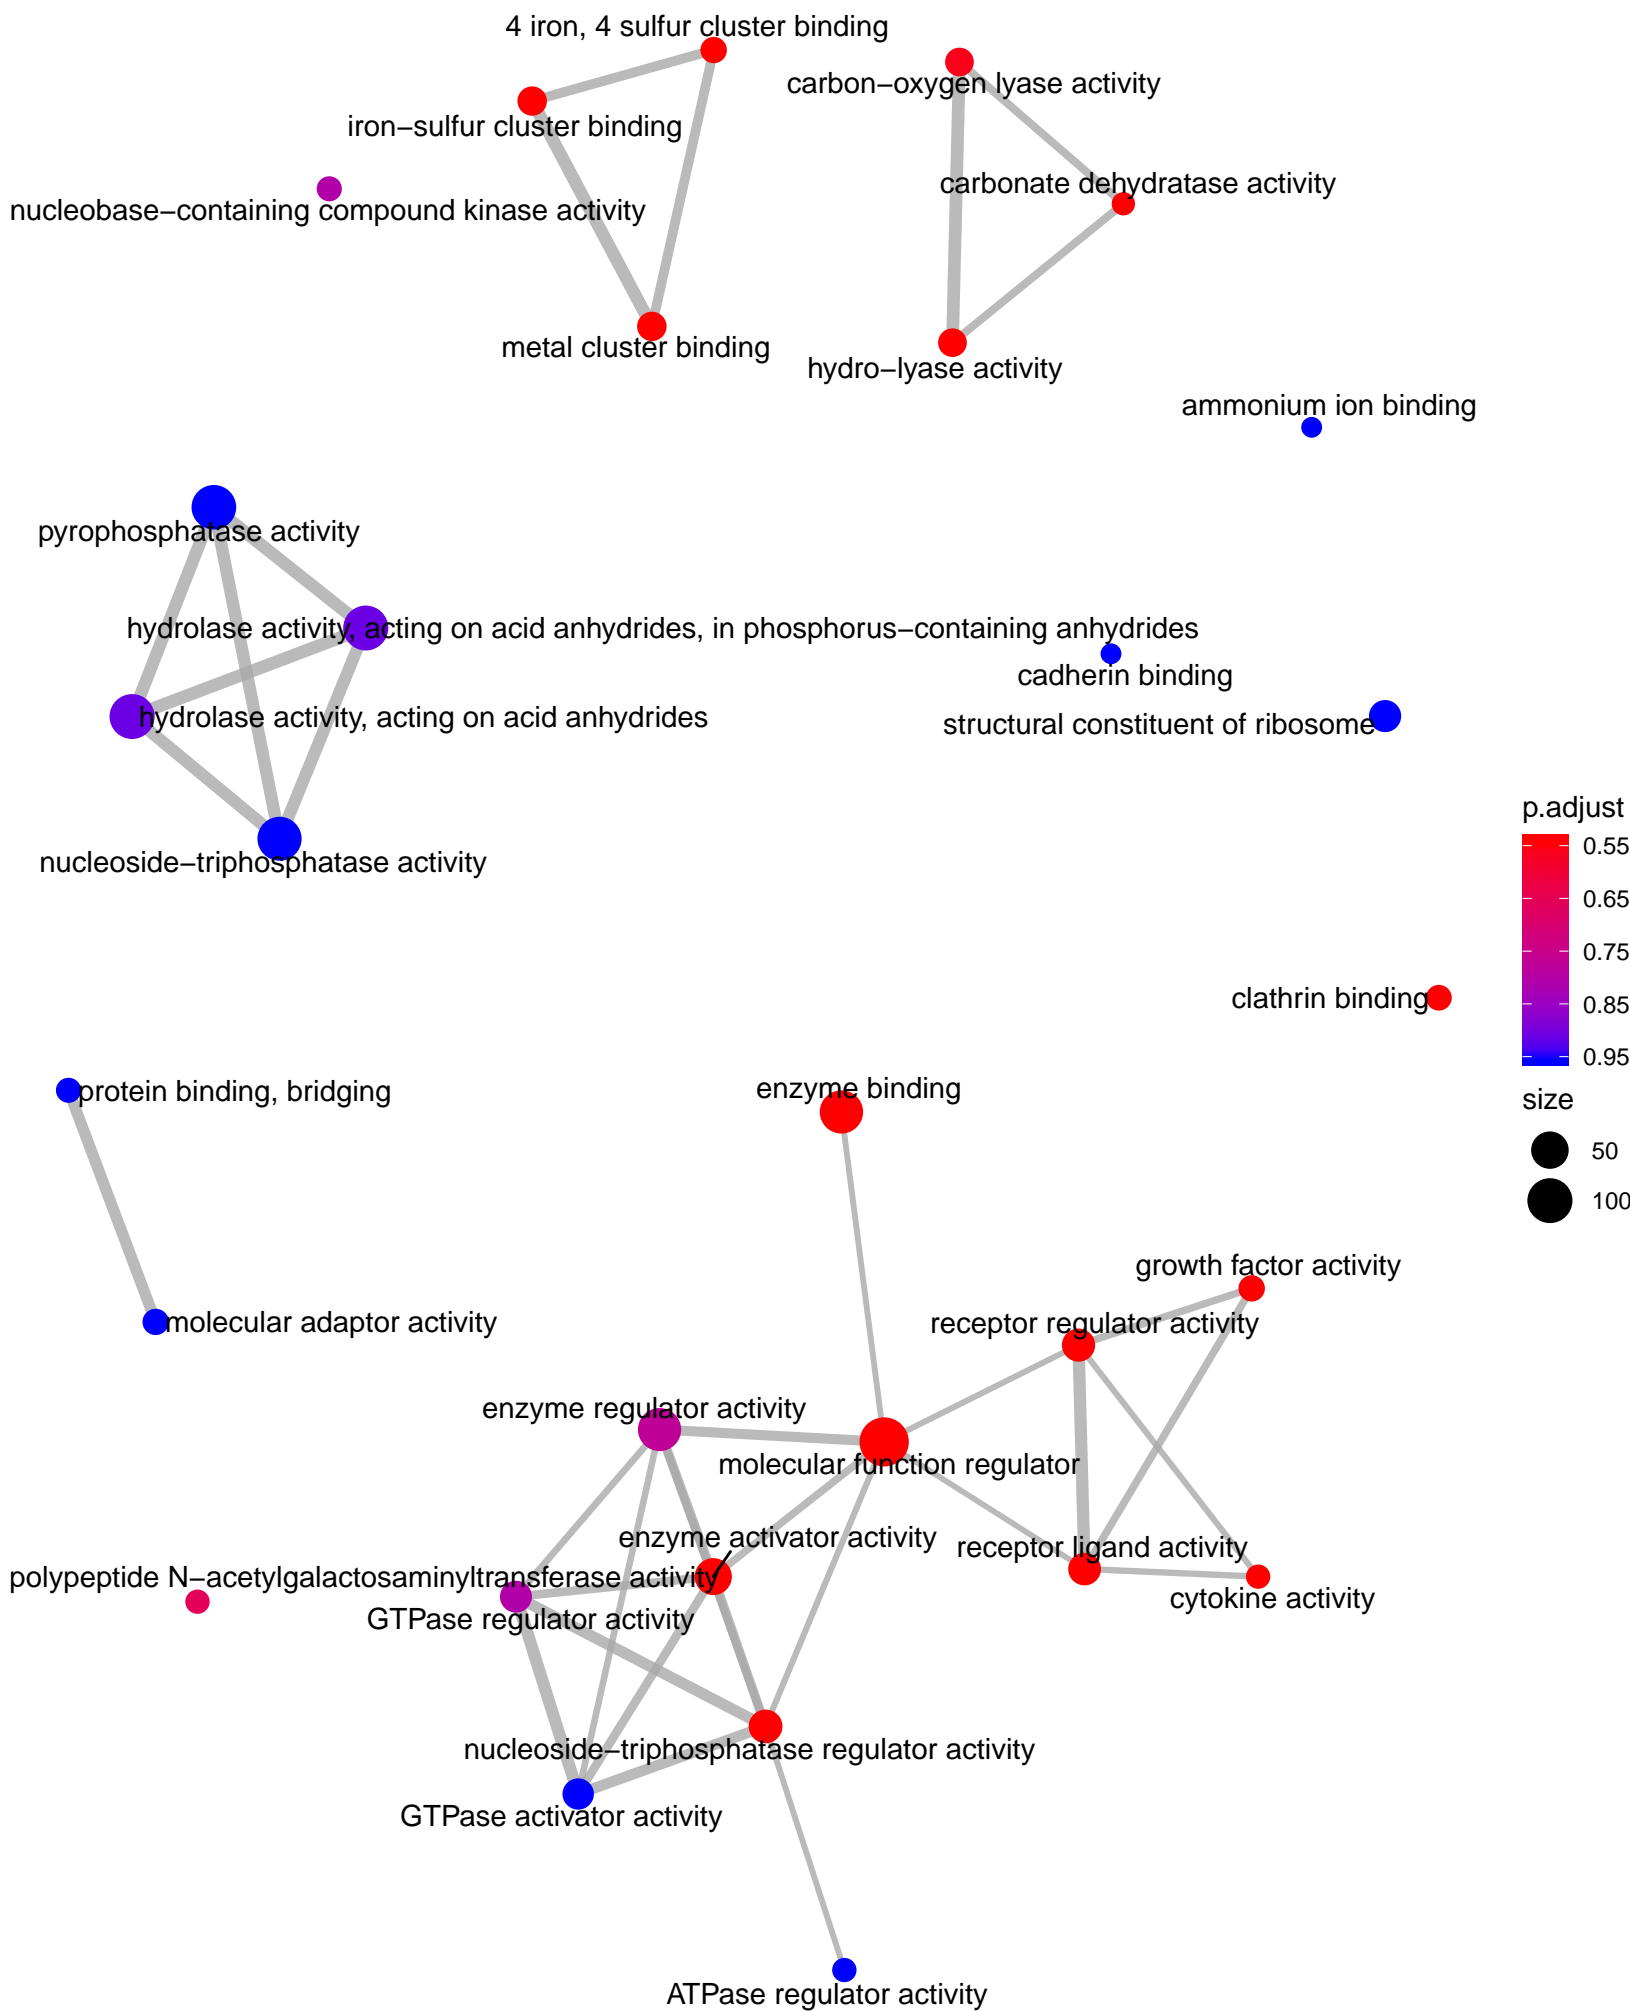 4 iron, 4 sulfur cluster binding
carbon−oxygen lyase activity
iron−sulfur cluster binding
carbonate dehydratase activity
nucleobase−containing compound kinase activity
metal cluster binding
hydro−lyase activity
ammonium ion binding
pyrophosphatase activity
hydrolase activity, acting on acid anhydrides, in phosphorus−containing anhydrides
cadherin binding
hydrolase activity, acting on acid anhydrides
structural constituent of ribosome
nucleoside−triphosphatase activity
p.adjust
0.55
0.65
0.75
0.85
0.95
size
50
100
clathrin binding
protein binding, bridging
enzyme binding
growth factor activity
molecular adaptor activity
receptor regulator activity
enzyme regulator activity
molecular function regulator
enzyme activator activity
receptor ligand activity
polypeptide N−acetylgalactosaminyltransferase activity
cytokine activity
GTPase regulator activity
nucleoside−triphosphatase regulator activity
GTPase activator activity
ATPase regulator activity